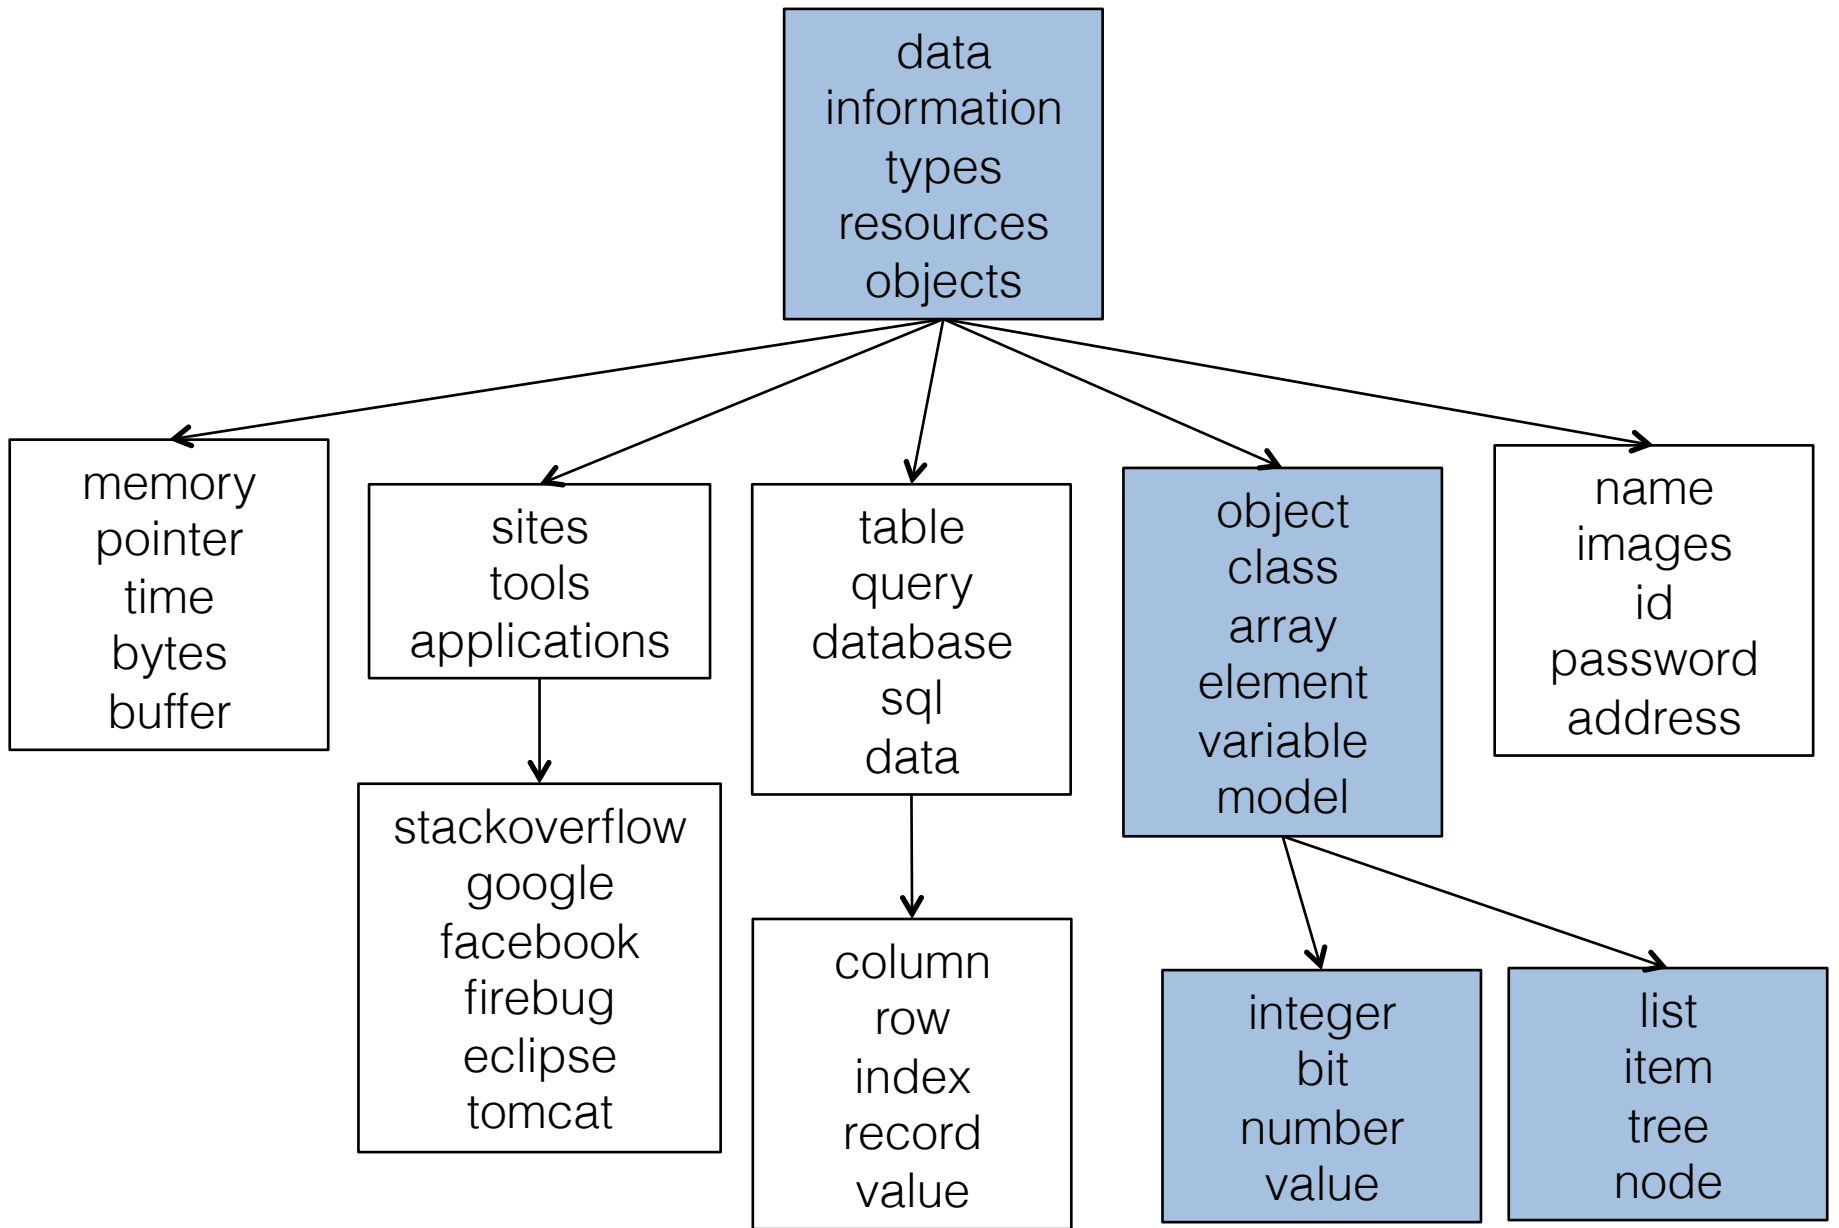 data
information
types
resources
objects
memory
pointer
time
bytes
buffer
sites
tools
applications
table
query
database
sql
data
object
class
array
element
variable
model
name
images
id
password
address
stackoverflow
google
facebook
firebug
eclipse
tomcat
column
row
index
record
value
integer
bit
number
value
list
item
tree
node